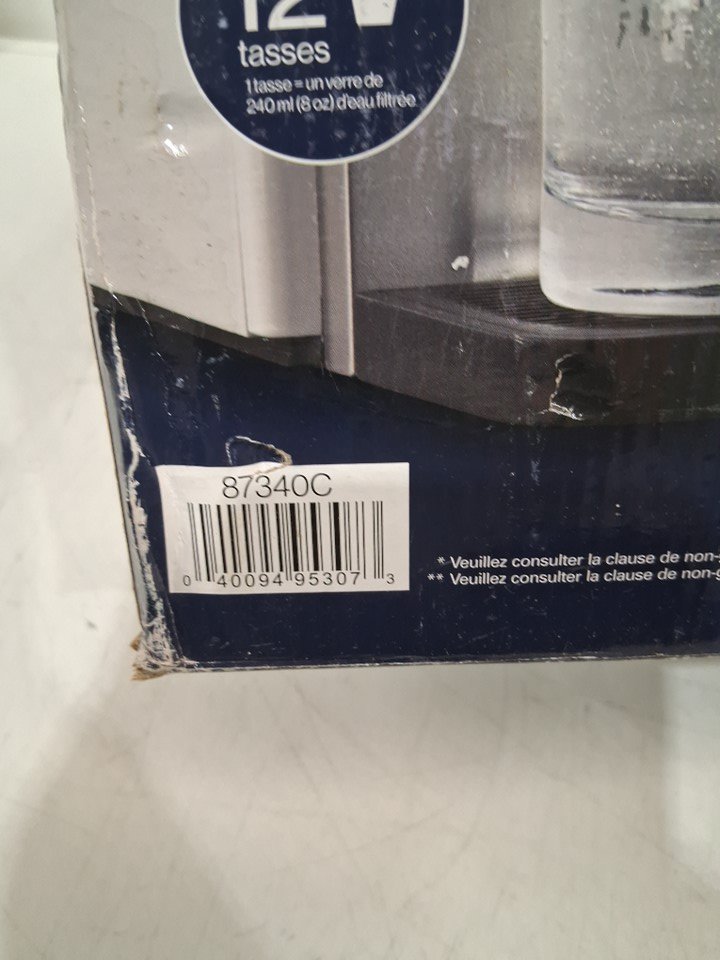 12
tasses
1 tasse = un verre de
240 ml (8 oz) d'eau filtrée
87340C
0 40094 95307 3
* Veuillez consulter la clause de non-
** Veuillez consulter la clause de non-g